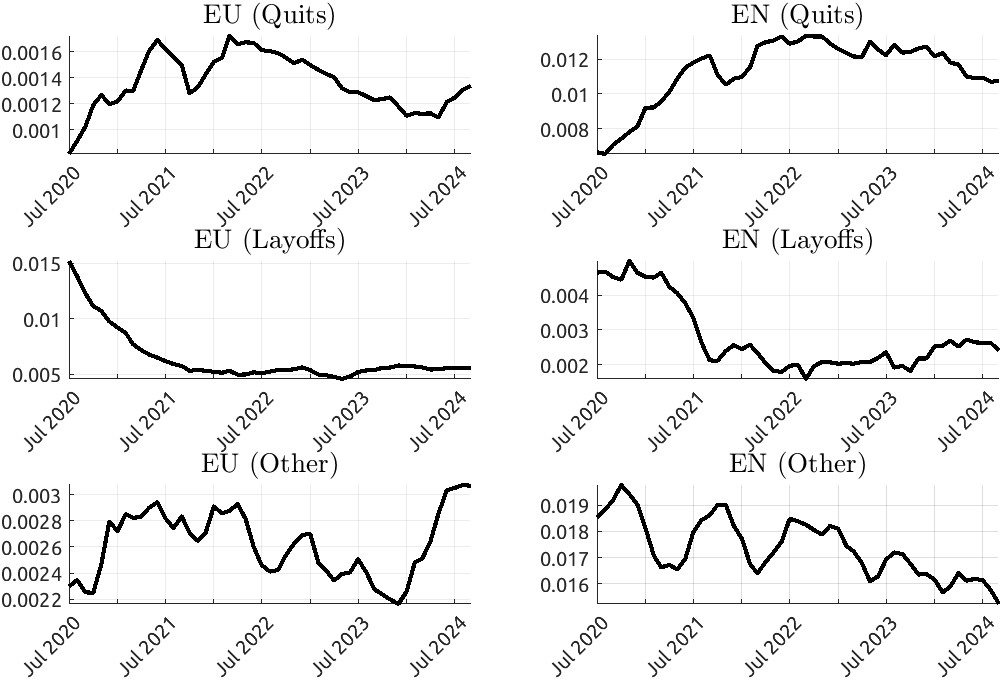 EU (Quits)
0.0016
0.0014
0.0012
0.001
Jul 2020
Jul 2021
Jul 2022
Jul 2023
Jul 2024
EN (Quits)
0.012
0.01
0.008
Jul 2020
Jul 2021
Jul 2022
Jul 2023
Jul 2024
EU (Layoffs)
0.015
0.01
0.005
Jul 2020
Jul 2021
Jul 2022
Jul 2023
Jul 2024
EN (Layoffs)
0.004
0.003
0.002
Jul 2020
Jul 2021
Jul 2022
Jul 2023
Jul 2024
EU (Other)
0.003
0.0028
0.0026
0.0024
0.0022
Jul 2020
Jul 2021
Jul 2022
Jul 2023
Jul 2024
EN (Other)
0.019
0.018
0.017
0.016
Jul 2020
Jul 2021
Jul 2022
Jul 2023
Jul 2024